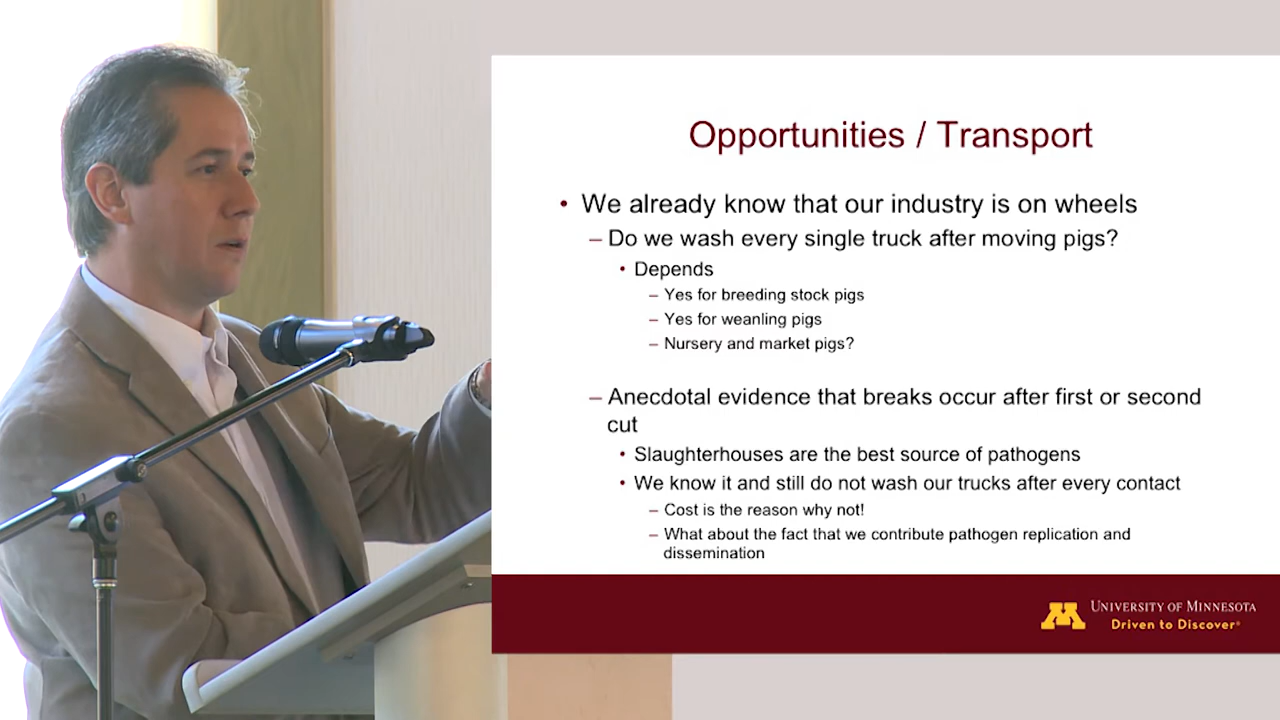 Opportunities / Transport
• We already know that our industry is on wheels
– Do we wash every single truck after moving pigs?
• Depends
– Yes for breeding stock pigs
– Yes for weanling pigs
– Nursery and market pigs?
– Anecdotal evidence that breaks occur after first or second
cut
• Slaughterhouses are the best source of pathogens
• We know it and still do not wash our trucks after every contact
– Cost is the reason why not!
– What about the fact that we contribute pathogen replication and
dissemination
M
UNIVERSITY OF MINNESOTA
Driven to Discover®